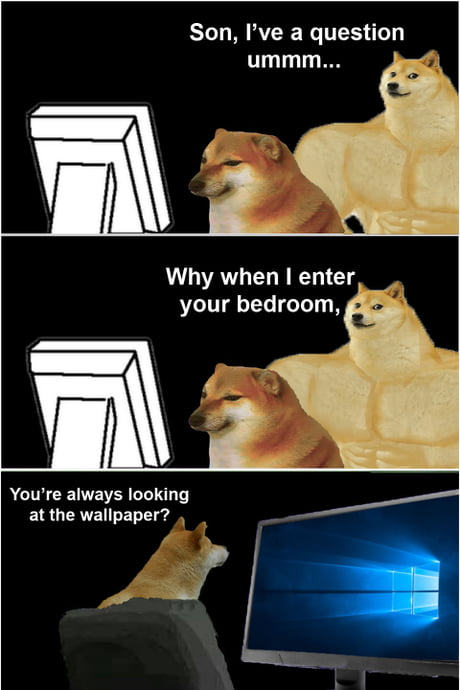 Son, I've a question
ummm...
Why when I enter
your bedroom,
You're always looking
at the wallpaper?